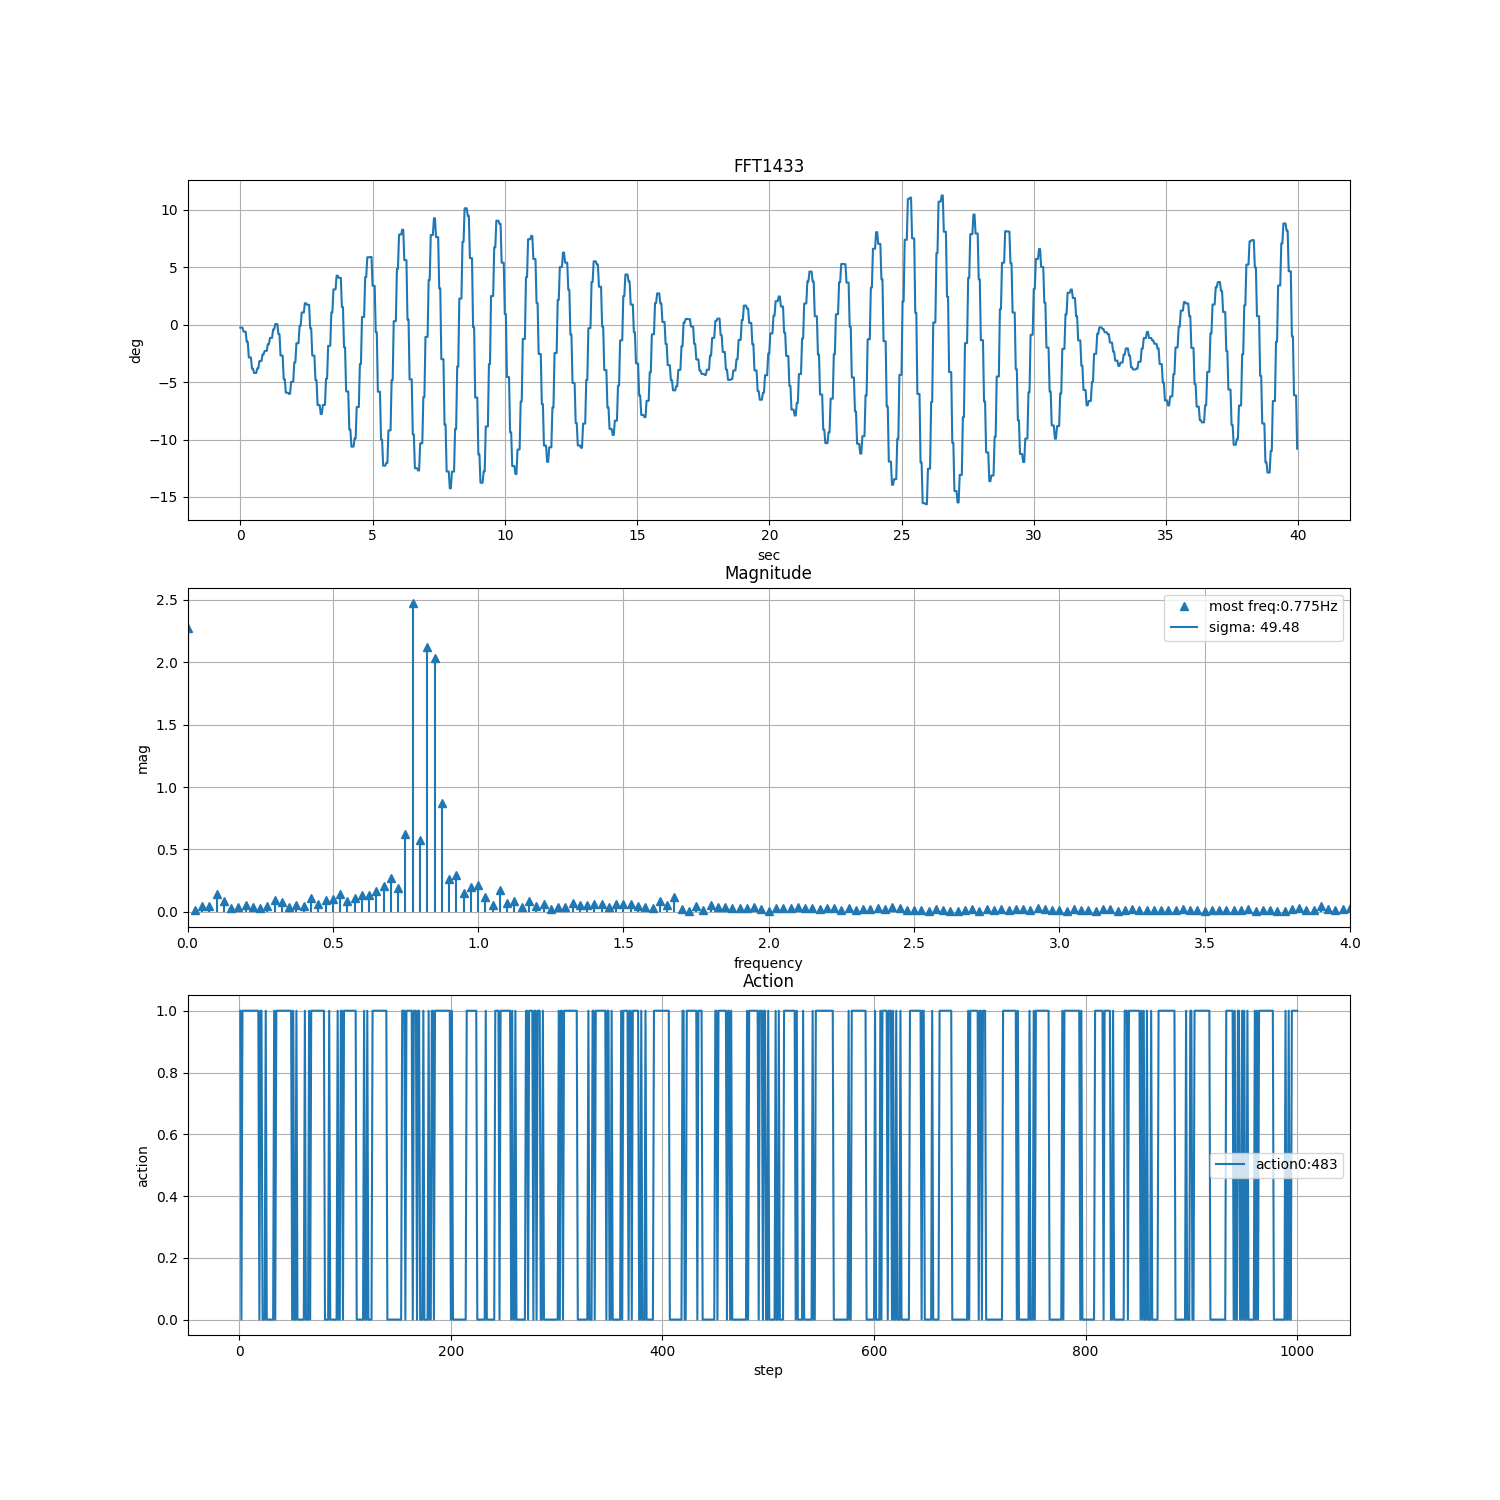 FFT1433
10
5
0
−5
−10
−15
deg
0 5 10 15 20 25 30 35 40
sec
Magnitude
2.5
2.0
1.5
1.0
0.5
0.0
mag
most freq:0.775Hz
sigma: 49.48
0.0 0.5 1.0 1.5 2.0 2.5 3.0 3.5 4.0
frequency
Action
1.0
0.8
0.6
0.4
0.2
0.0
action
action0:483
0 200 400 600 800 1000
step